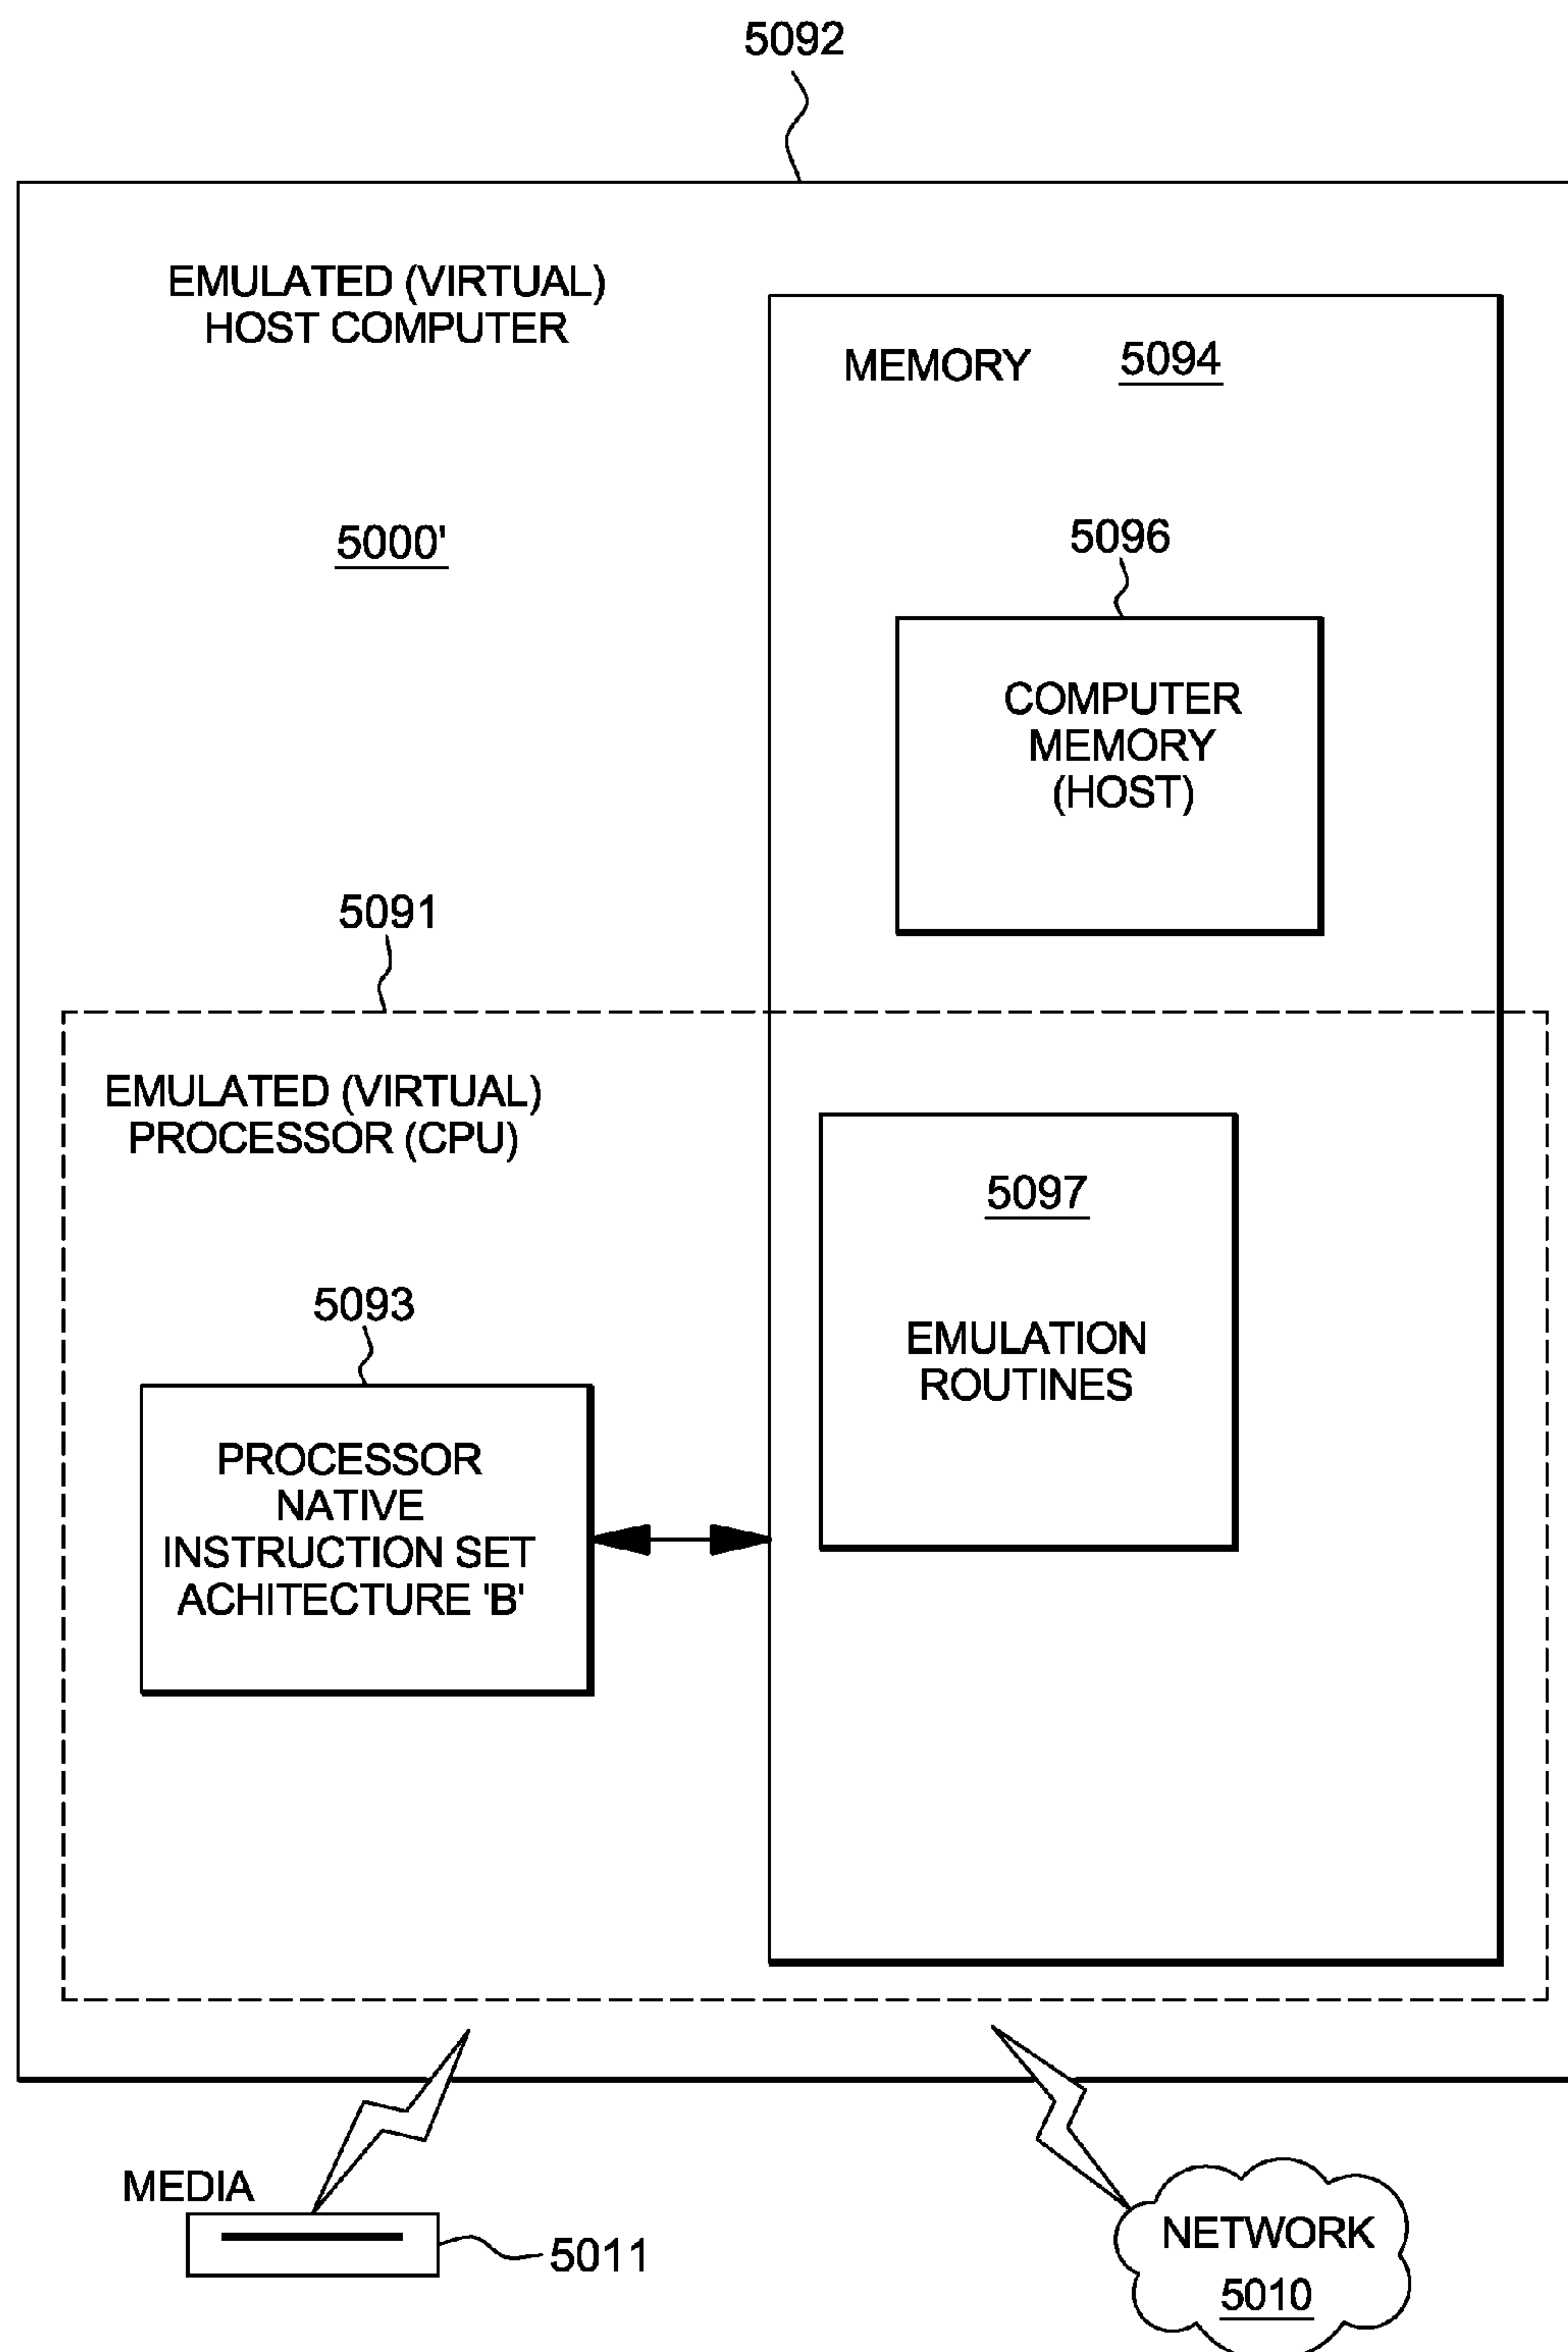 5092
EMULATED (VIRTUAL)
HOST COMPUTER
MEMORY 5094
5000'
5096
COMPUTER
MEMORY
(HOST)
5091
EMULATED (VIRTUAL)
PROCESSOR (CPU)
5097
EMULATION
ROUTINES
5093
PROCESSOR
NATIVE
INSTRUCTION SET
ACHITECTURE 'B'
MEDIA
5011
NETWORK
5010